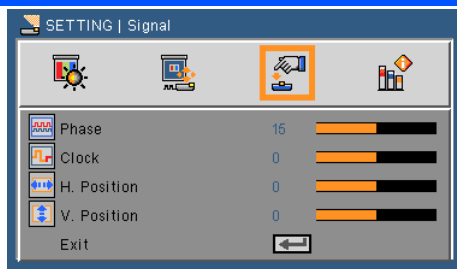 SETTING | Signal
Phase 15
Clock 0
H. Position 0
V. Position 0
Exit